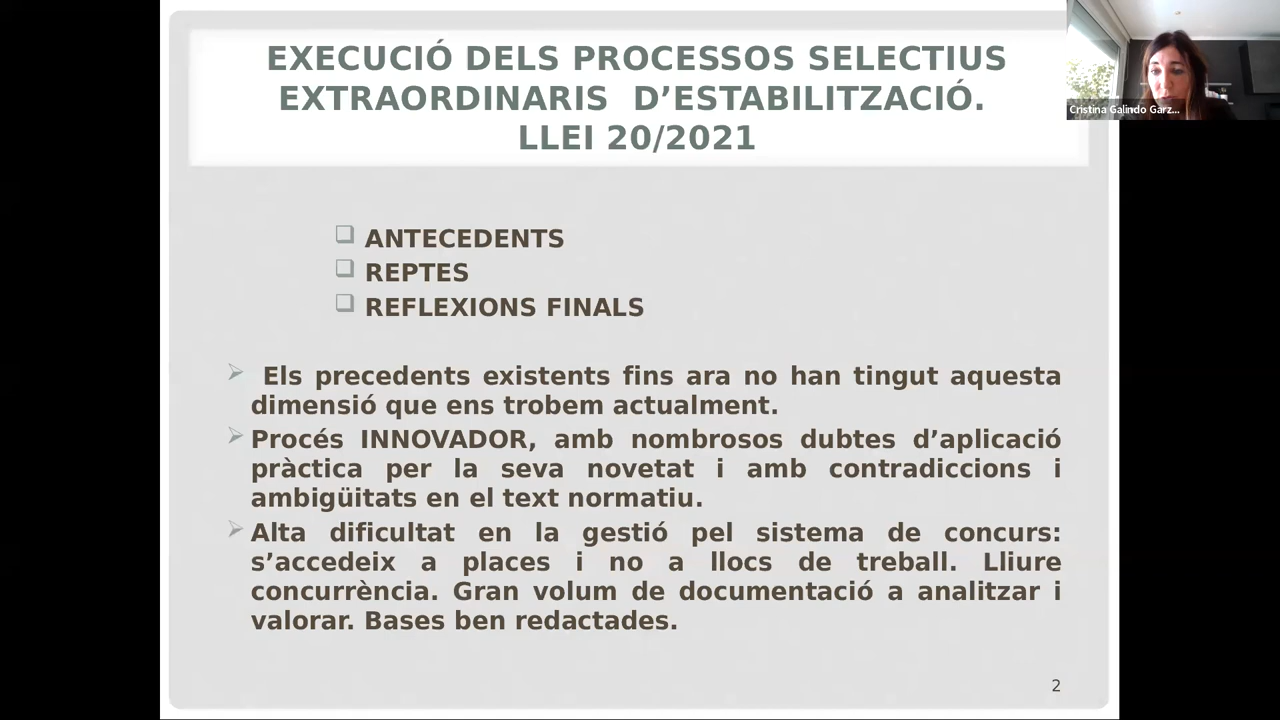 EXECUCIÓ DELS PROCESSOS SELECTIUS
EXTRAORDINARIS D’ESTABILITZACIÓ.
LLEI 20/2021
Cristina Galindo Garz...
ANTECEDENTS
REPTES
REFLEXIONS FINALS
Els precedents existents fins ara no han tingut aquesta
dimensió que ens trobem actualment.
Procés INNOVADOR, amb nombrosos dubtes d’aplicació
pràctica per la seva novetat i amb contradiccions i
ambigüitats en el text normatiu.
Alta dificultat en la gestió pel sistema de concurs:
s’accedeix a places i no a llocs de treball. Lliure
concurrència. Gran volum de documentació a analitzar i
valorar. Bases ben redactades.
2